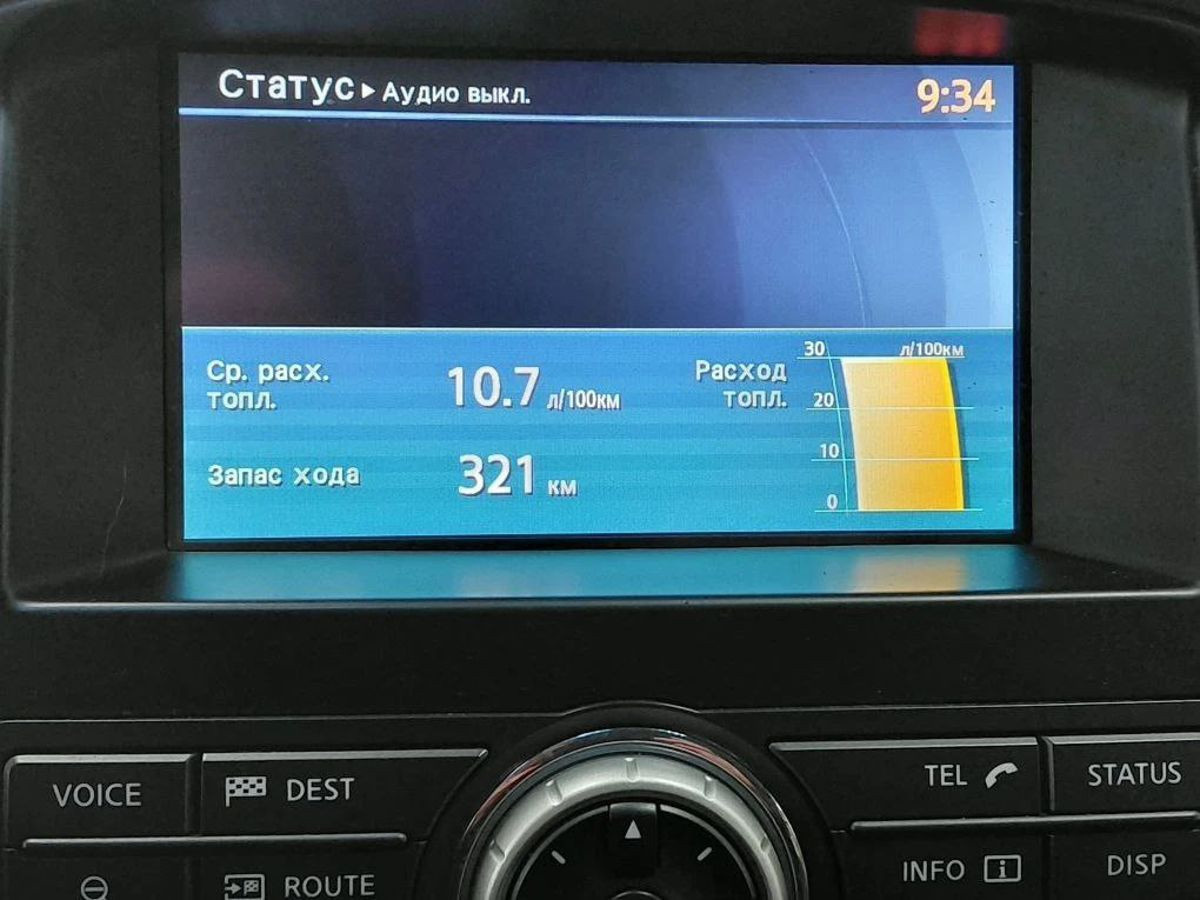 Статус ▸ Аудио выкл.
9:34
Ср. расх.
топл.
10.7 л/100км
Расход
топл.
30
л/100км
20
10
0
Запас хода
321 км
VOICE
DEST
TEL
STATUS
ROUTE
INFO
DISP